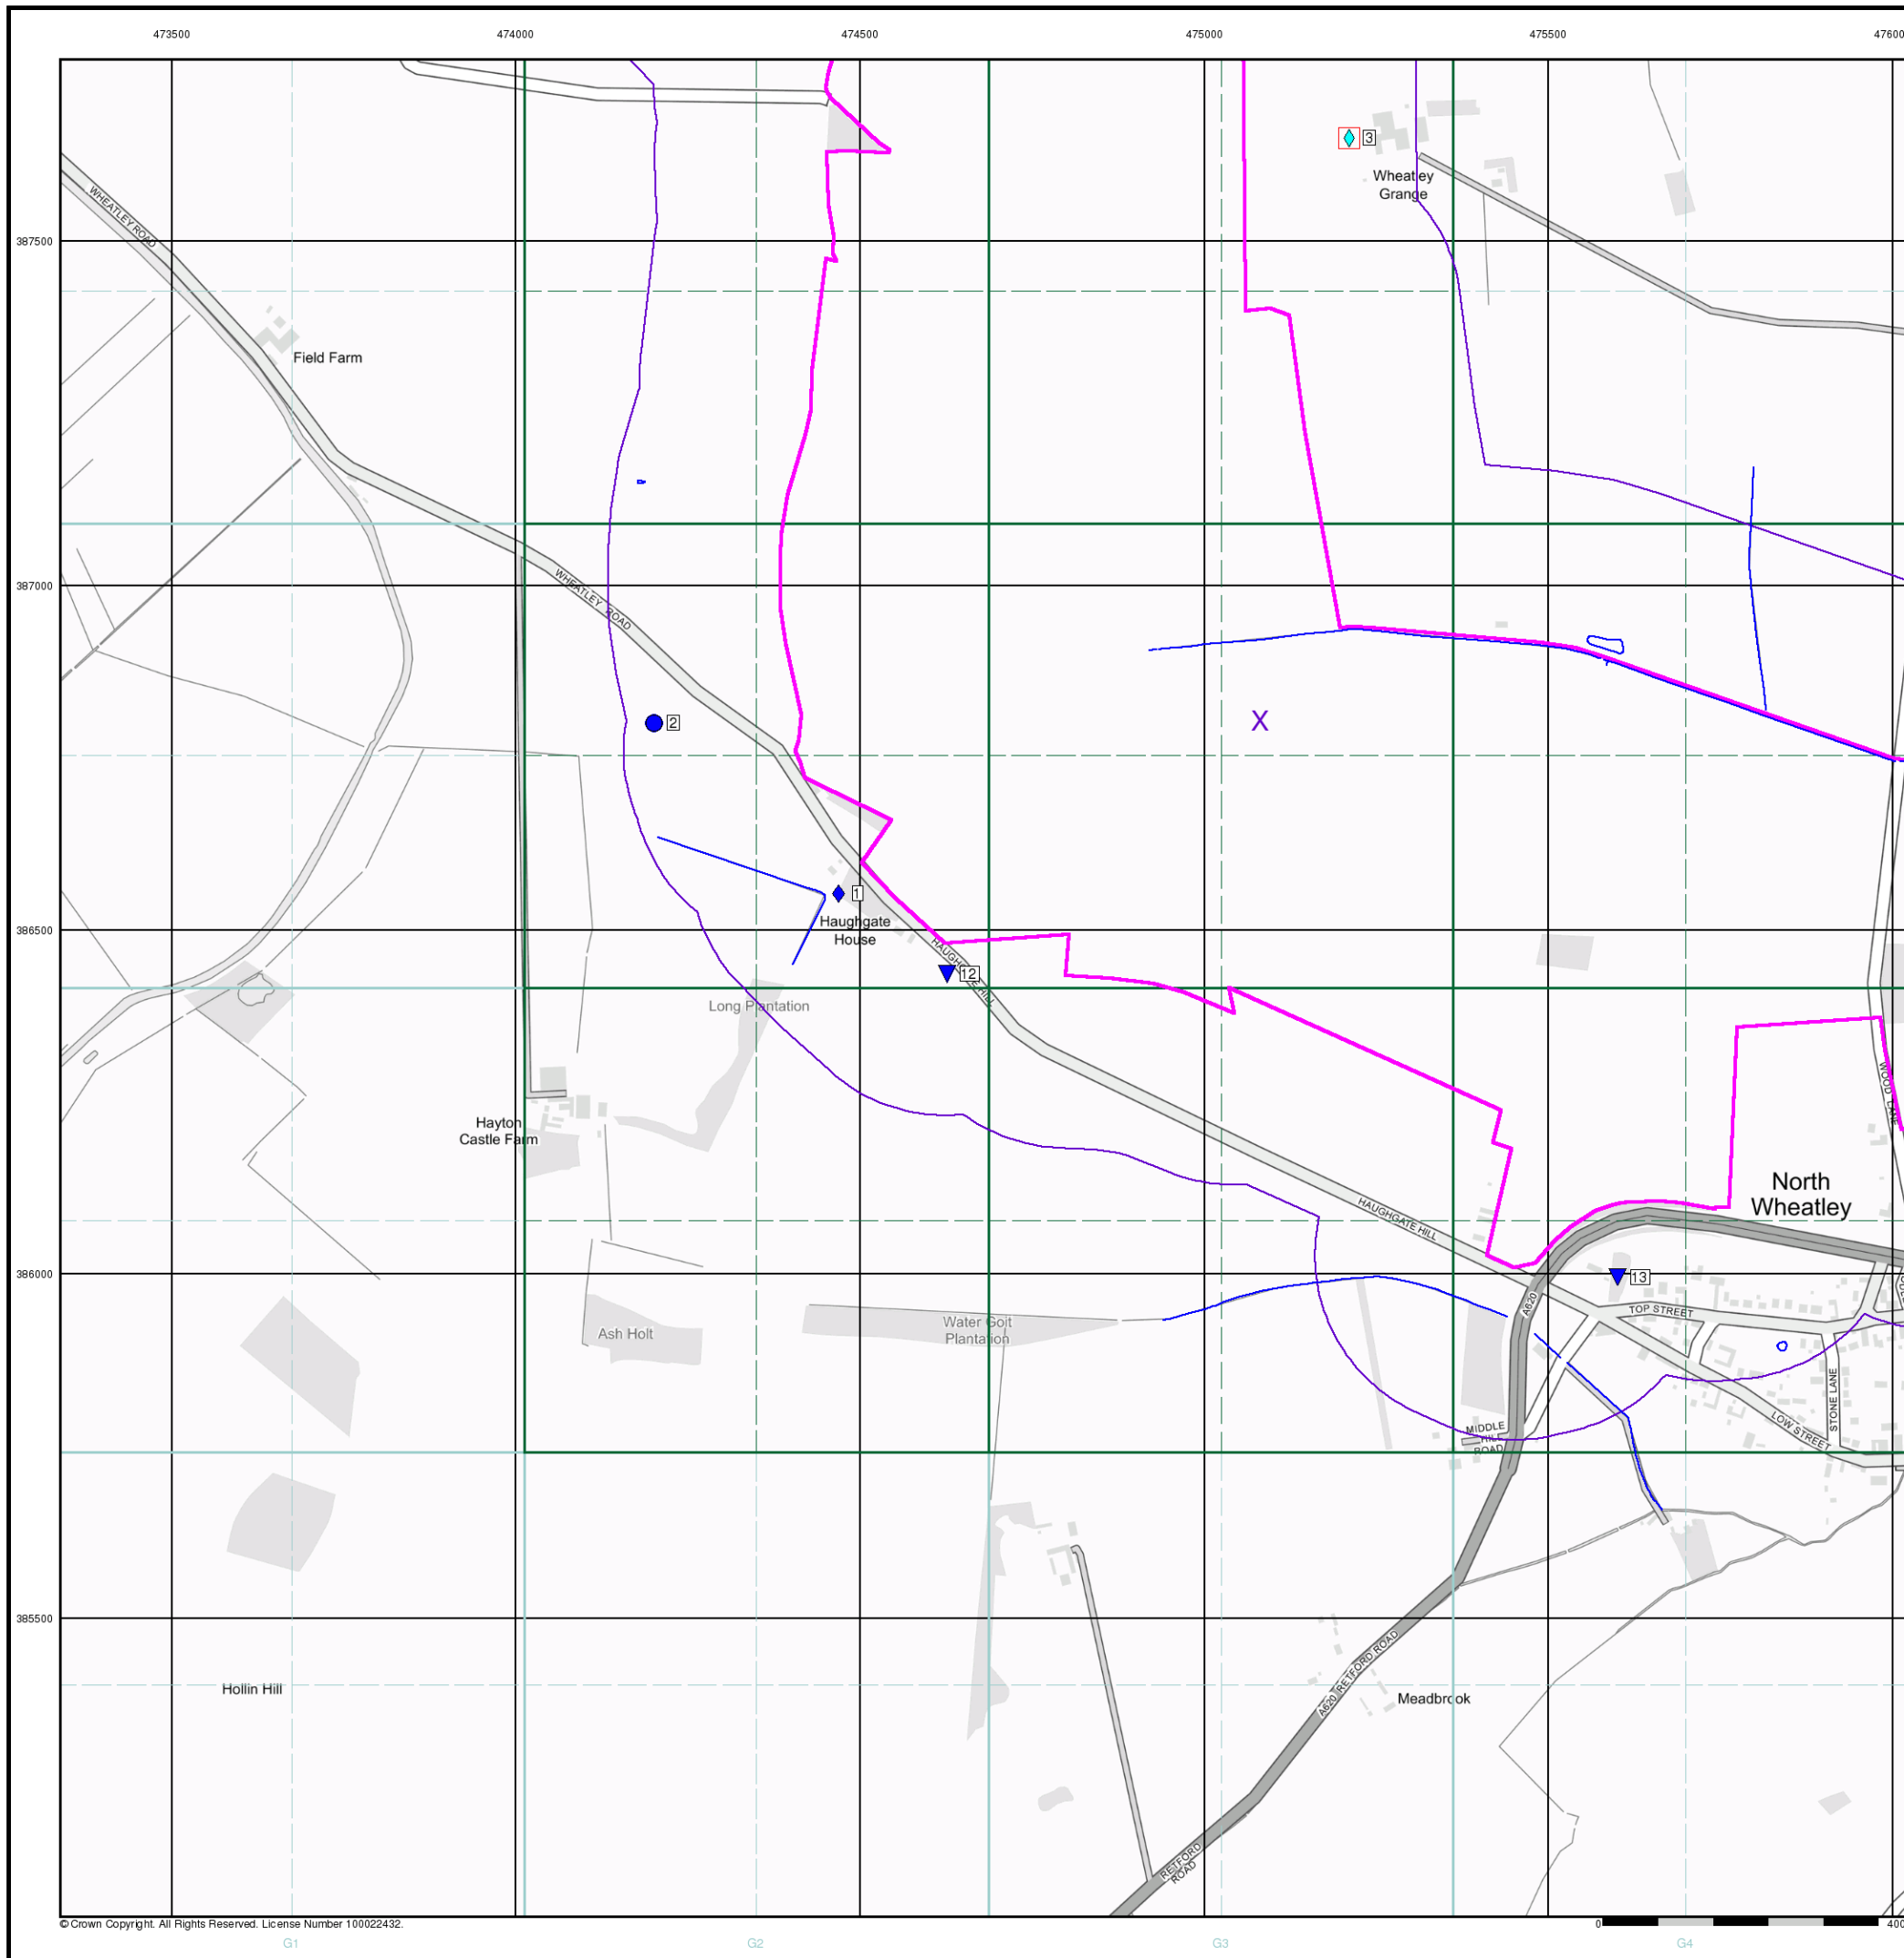 473500 474000 474500 475000 475500 47600
3
Wheatley
Grange
WHEATLEY ROAD
387500
Field Farm
387000
WHEATLEY ROAD
2
X
1
Haughgate
House
386500
HAUGHGATE HILL
12
Long Plantation
WOOD LANE
Hayton
Castle Farm
North
Wheatley
HAUGHGATE HILL
386000
13
A620
TOP STREET
Ash Holt
Water Goit
Plantation
STONE LANE
MIDDLE
HILL
ROAD
LOW STREET
385500
A620 RETFORD ROAD
Hollin Hill
Meadbrook
RETFORD
ROAD
© Crown Copyright. All Rights Reserved. License Number 100022432.
0 400
G1 G2 G3 G4